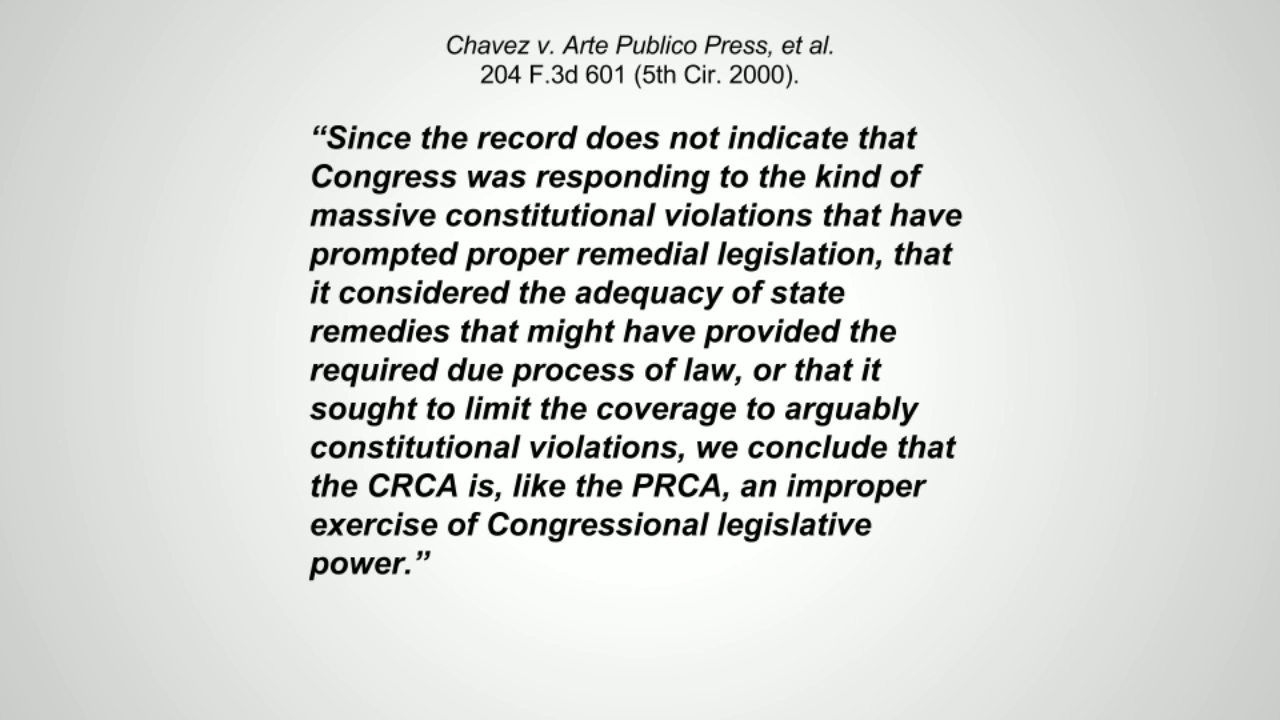 Chavez v. Arte Publico Press, et al.
204 F.3d 601 (5th Cir. 2000).
“Since the record does not indicate that
Congress was responding to the kind of
massive constitutional violations that have
prompted proper remedial legislation, that
it considered the adequacy of state
remedies that might have provided the
required due process of law, or that it
sought to limit the coverage to arguably
constitutional violations, we conclude that
the CRCA is, like the PRCA, an improper
exercise of Congressional legislative
power.”